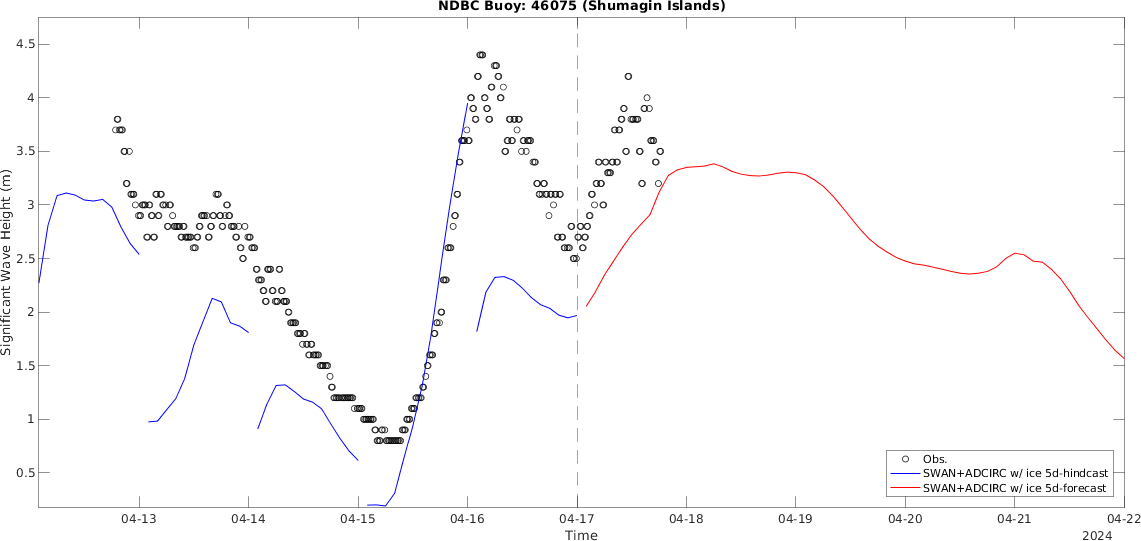 NDBC Buoy: 46075 (Shumagin Islands)
4.5
4
3.5
3
2.5
2
1.5
1
0.5
Significant Wave Height (m)
Obs.
SWAN+ADCIRC w/ ice 5d-hindcast
SWAN+ADCIRC w/ ice 5d-forecast
04-13 04-14 04-15 04-16 04-17 04-18 04-19 04-20 04-21 04-22
Time
2024